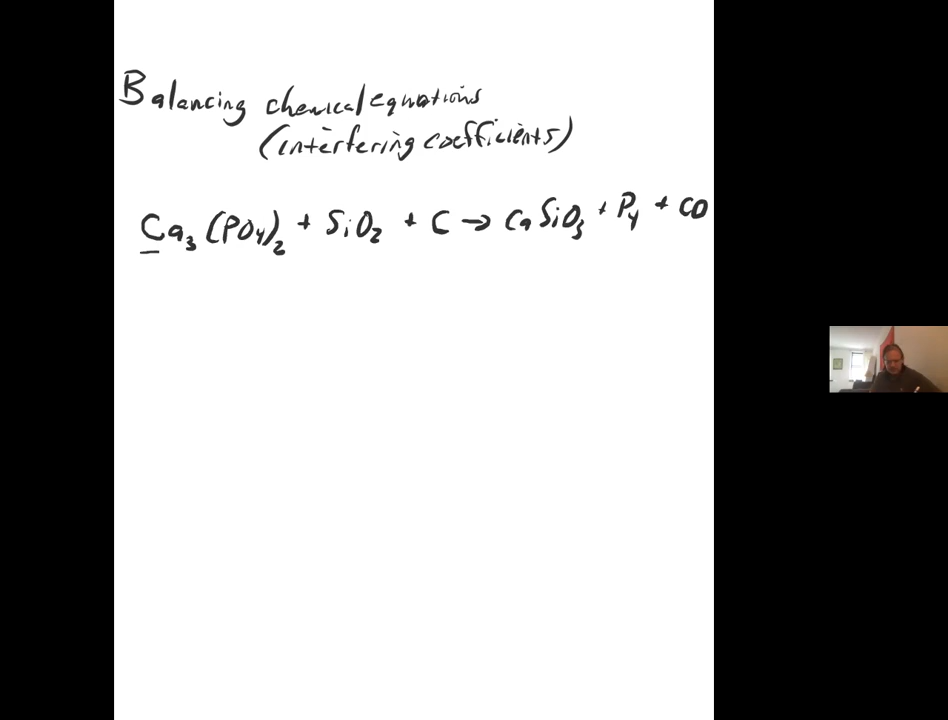 Balancing chemical equations
(interfering coefficients)
Ca₃(PO₄)₂ + SiO₂ + C → CaSiO₃ + P₄ + CO